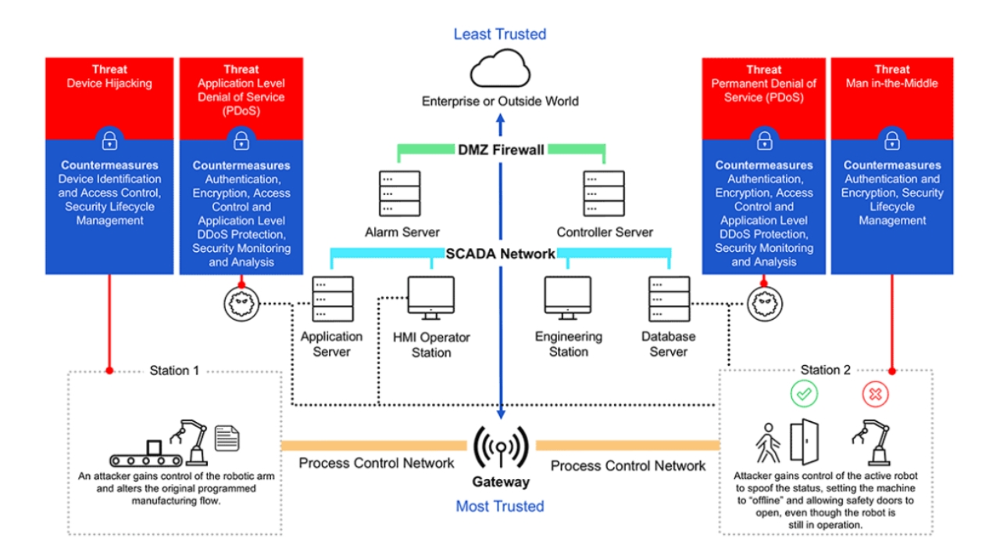 Least Trusted
Enterprise or Outside World
Threat
Device Hijacking
Countermeasures
Device Identification
and Access Control,
Security Lifecycle
Management
Threat
Application Level
Denial of Service
(PDoS)
Countermeasures
Authentication,
Encryption, Access
Control and
Application Level
DDoS Protection,
Security Monitoring
and Analysis
Threat
Permanent Denial of
Service (PDoS)
Countermeasures
Authentication,
Encryption, Access
Control and
Application Level
DDoS Protection,
Security Monitoring
and Analysis
Threat
Man in-the-Middle
Countermeasures
Authentication and
Encryption, Security
Lifecycle
Management
DMZ Firewall
Alarm Server
Controller Server
SCADA Network
Application
Server
HMI Operator
Station
Engineering
Station
Database
Server
Station 1
An attacker gains control of the robotic arm
and alters the original programmed
manufacturing flow.
Process Control Network
Gateway
Most Trusted
Process Control Network
Station 2
Attacker gains control of the active robot
to spoof the status, setting the machine
to “offline” and allowing safety doors to
open, even though the robot is
still in operation.